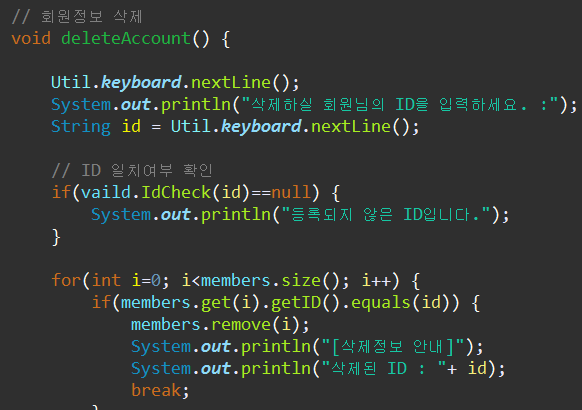 // 회원정보 삭제
void deleteAccount() {
Util.keyboard.nextLine();
System.out.println("삭제하실 회원님의 ID을 입력하세요. :");
String id = Util.keyboard.nextLine();
// ID 일치여부 확인
if(vaild.IdCheck(id)==null) {
System.out.println("등록되지 않은 ID입니다.");
}
for(int i=0; i<members.size(); i++) {
if(members.get(i).getID().equals(id)) {
members.remove(i);
System.out.println("[삭제정보 안내]");
System.out.println("삭제된 ID : "+ id);
break;
}